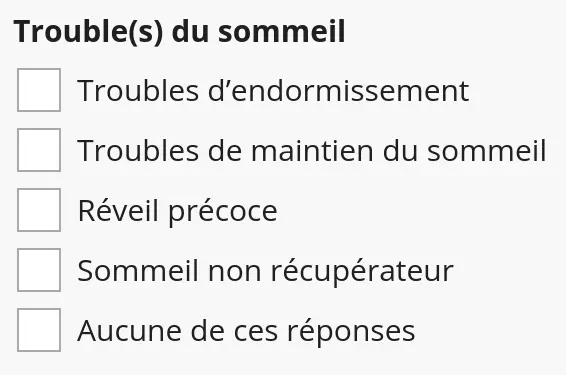 Trouble(s) du sommeil
Troubles d’endormissement
Troubles de maintien du sommeil
Réveil précoce
Sommeil non récupérateur
Aucune de ces réponses